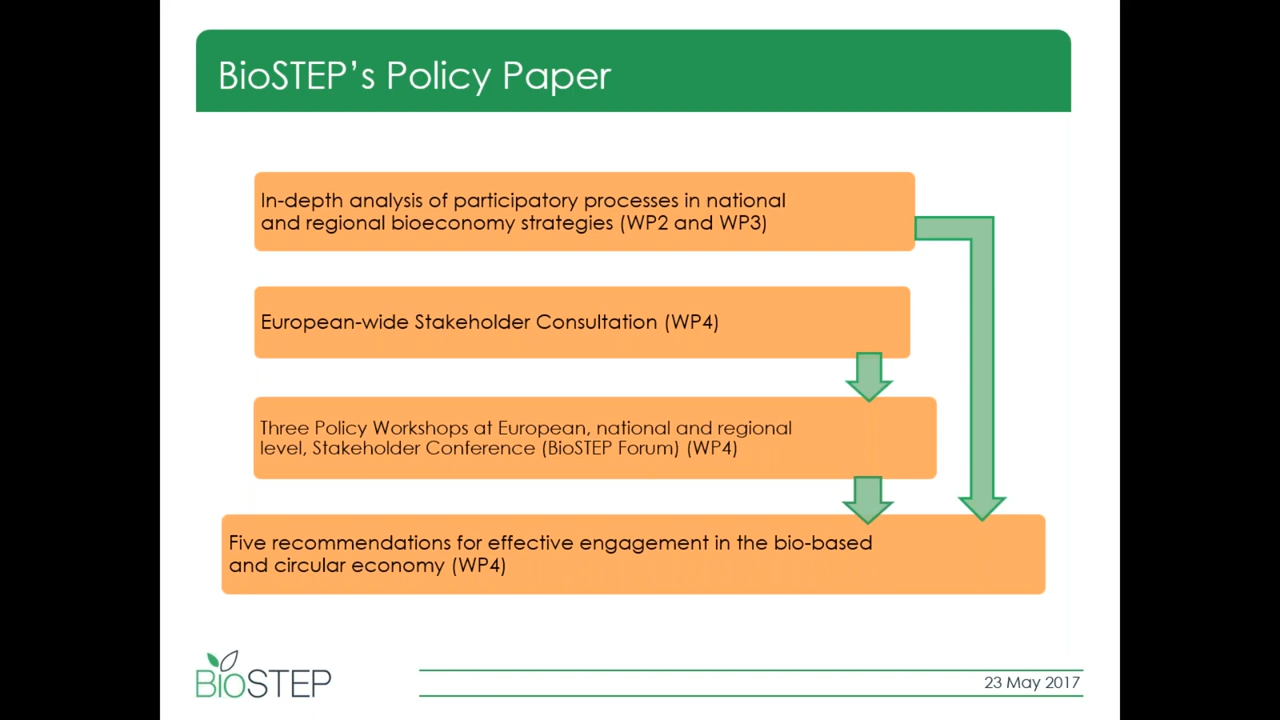 BioSTEP’s Policy Paper
In-depth analysis of participatory processes in national
and regional bioeconomy strategies (WP2 and WP3)
European-wide Stakeholder Consultation (WP4)
Three Policy Workshops at European, national and regional
level, Stakeholder Conference (BioSTEP Forum) (WP4)
Five recommendations for effective engagement in the bio-based
and circular economy (WP4)
BioSTEP
23 May 2017